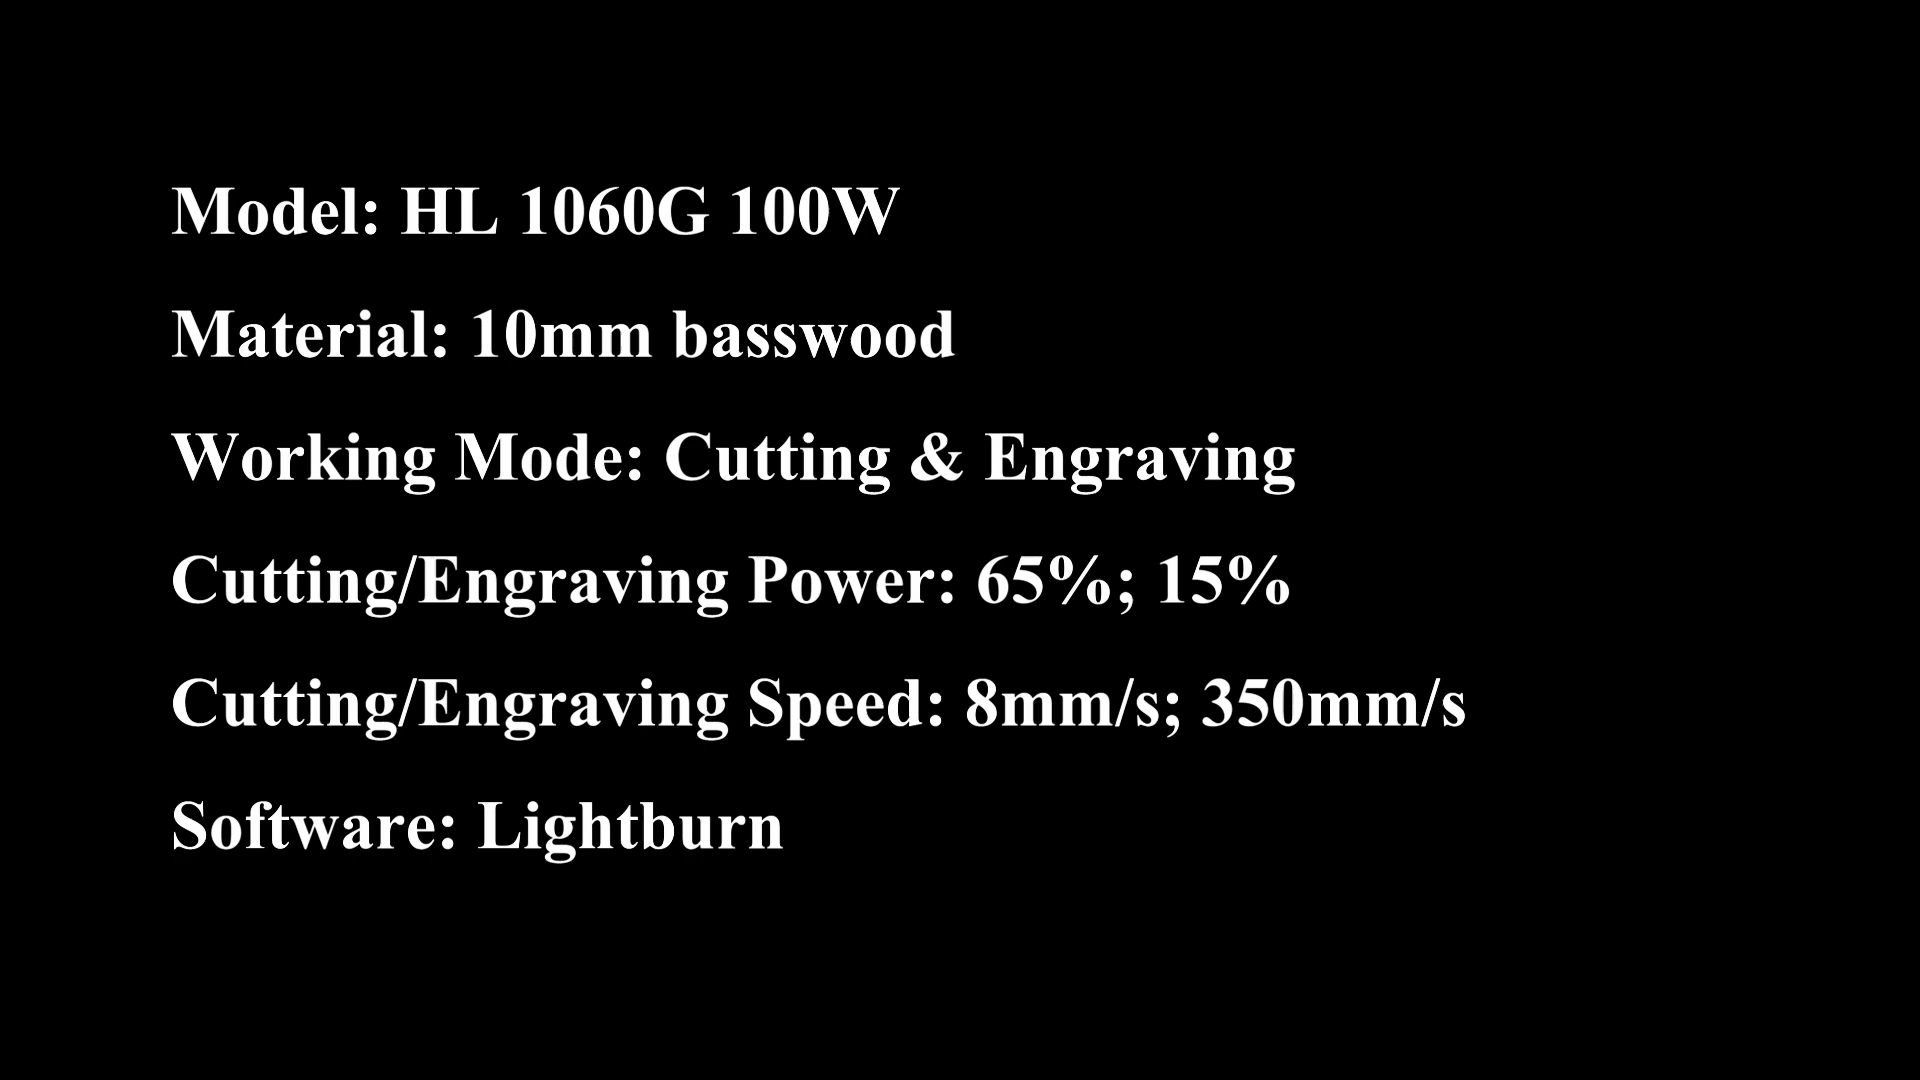 Model: HL 1060G 100W
Material: 10mm basswood
Working Mode: Cutting & Engraving
Cutting/Engraving Power: 65%; 15%
Cutting/Engraving Speed: 8mm/s; 350mm/s
Software: Lightburn